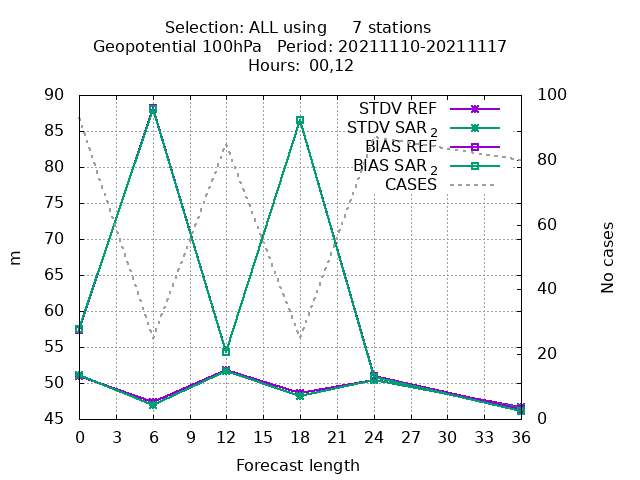 Selection: ALL using     7 stations
Geopotential 100hPa   Period: 20211110-20211117
Hours: 00,12
90
85
80
75
70
65
60
55
50
45
m
100
80
60
40
20
0
No cases
STDV REF
STDV SAR 2
BIAS REF
BIAS SAR 2
CASES
0 3 6 9 12 15 18 21 24 27 30 33 36
Forecast length